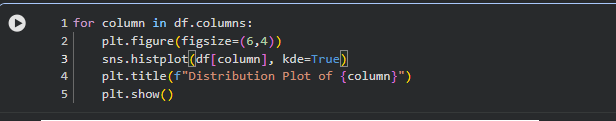 1 for column in df.columns:
2     plt.figure(figsize=(6,4))
3     sns.histplot(df[column], kde=True)
4     plt.title(f"Distribution Plot of {column}")
5     plt.show()